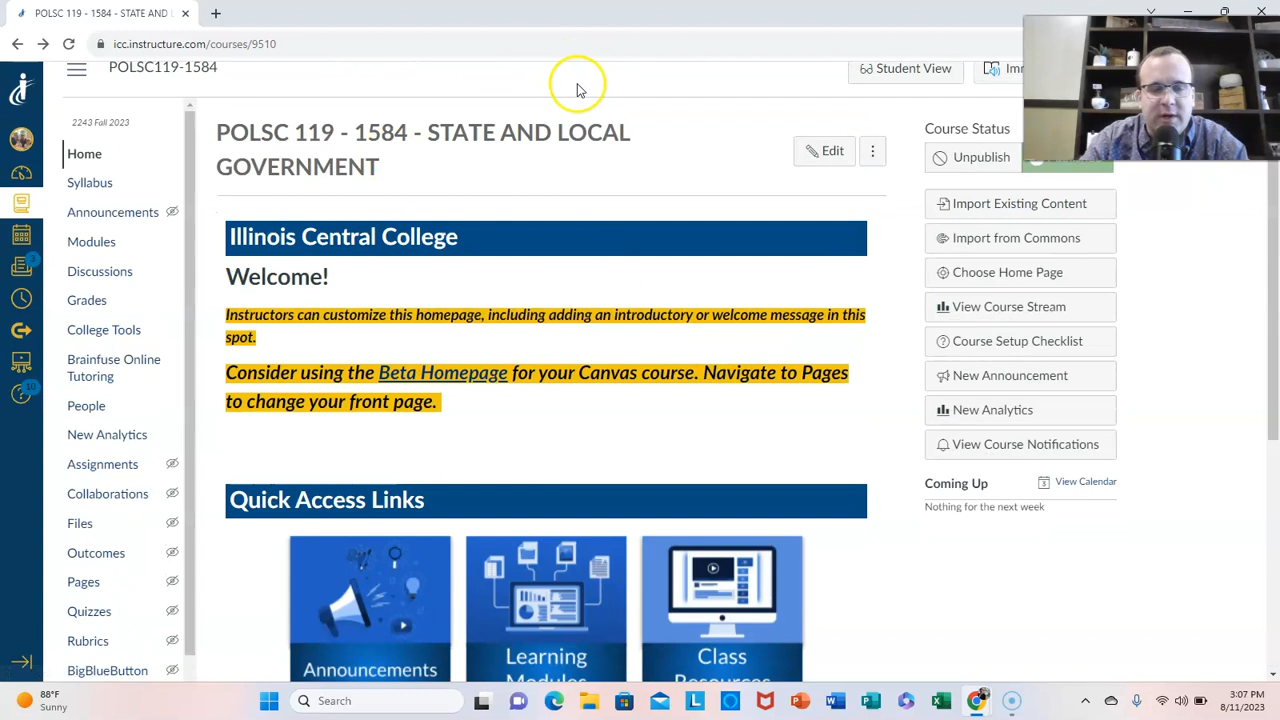 POLSC 119 - 1584 - STATE AND L
icc.instructure.com/courses/9510
POLSC119-1584
Student View
2243 Fall 2023
Home
Syllabus
Announcements
Modules
Discussions
Grades
College Tools
Brainfuse Online
Tutoring
People
New Analytics
Assignments
Collaborations
Files
Outcomes
Pages
Quizzes
Rubrics
BigBlueButton
POLSC 119 - 1584 - STATE AND LOCAL
GOVERNMENT
Edit
Illinois Central College
Welcome!
Instructors can customize this homepage, including adding an introductory or welcome message in this
spot.
Consider using the Beta Homepage for your Canvas course. Navigate to Pages
to change your front page.
Quick Access Links
Announcements
Learning
Modules
Class
Resources
Course Status
Unpublish
Import Existing Content
Import from Commons
Choose Home Page
View Course Stream
Course Setup Checklist
New Announcement
New Analytics
View Course Notifications
Coming Up
View Calendar
Nothing for the next week
3
10
88°F
Sunny
Search
3:07 PM
8/11/2023